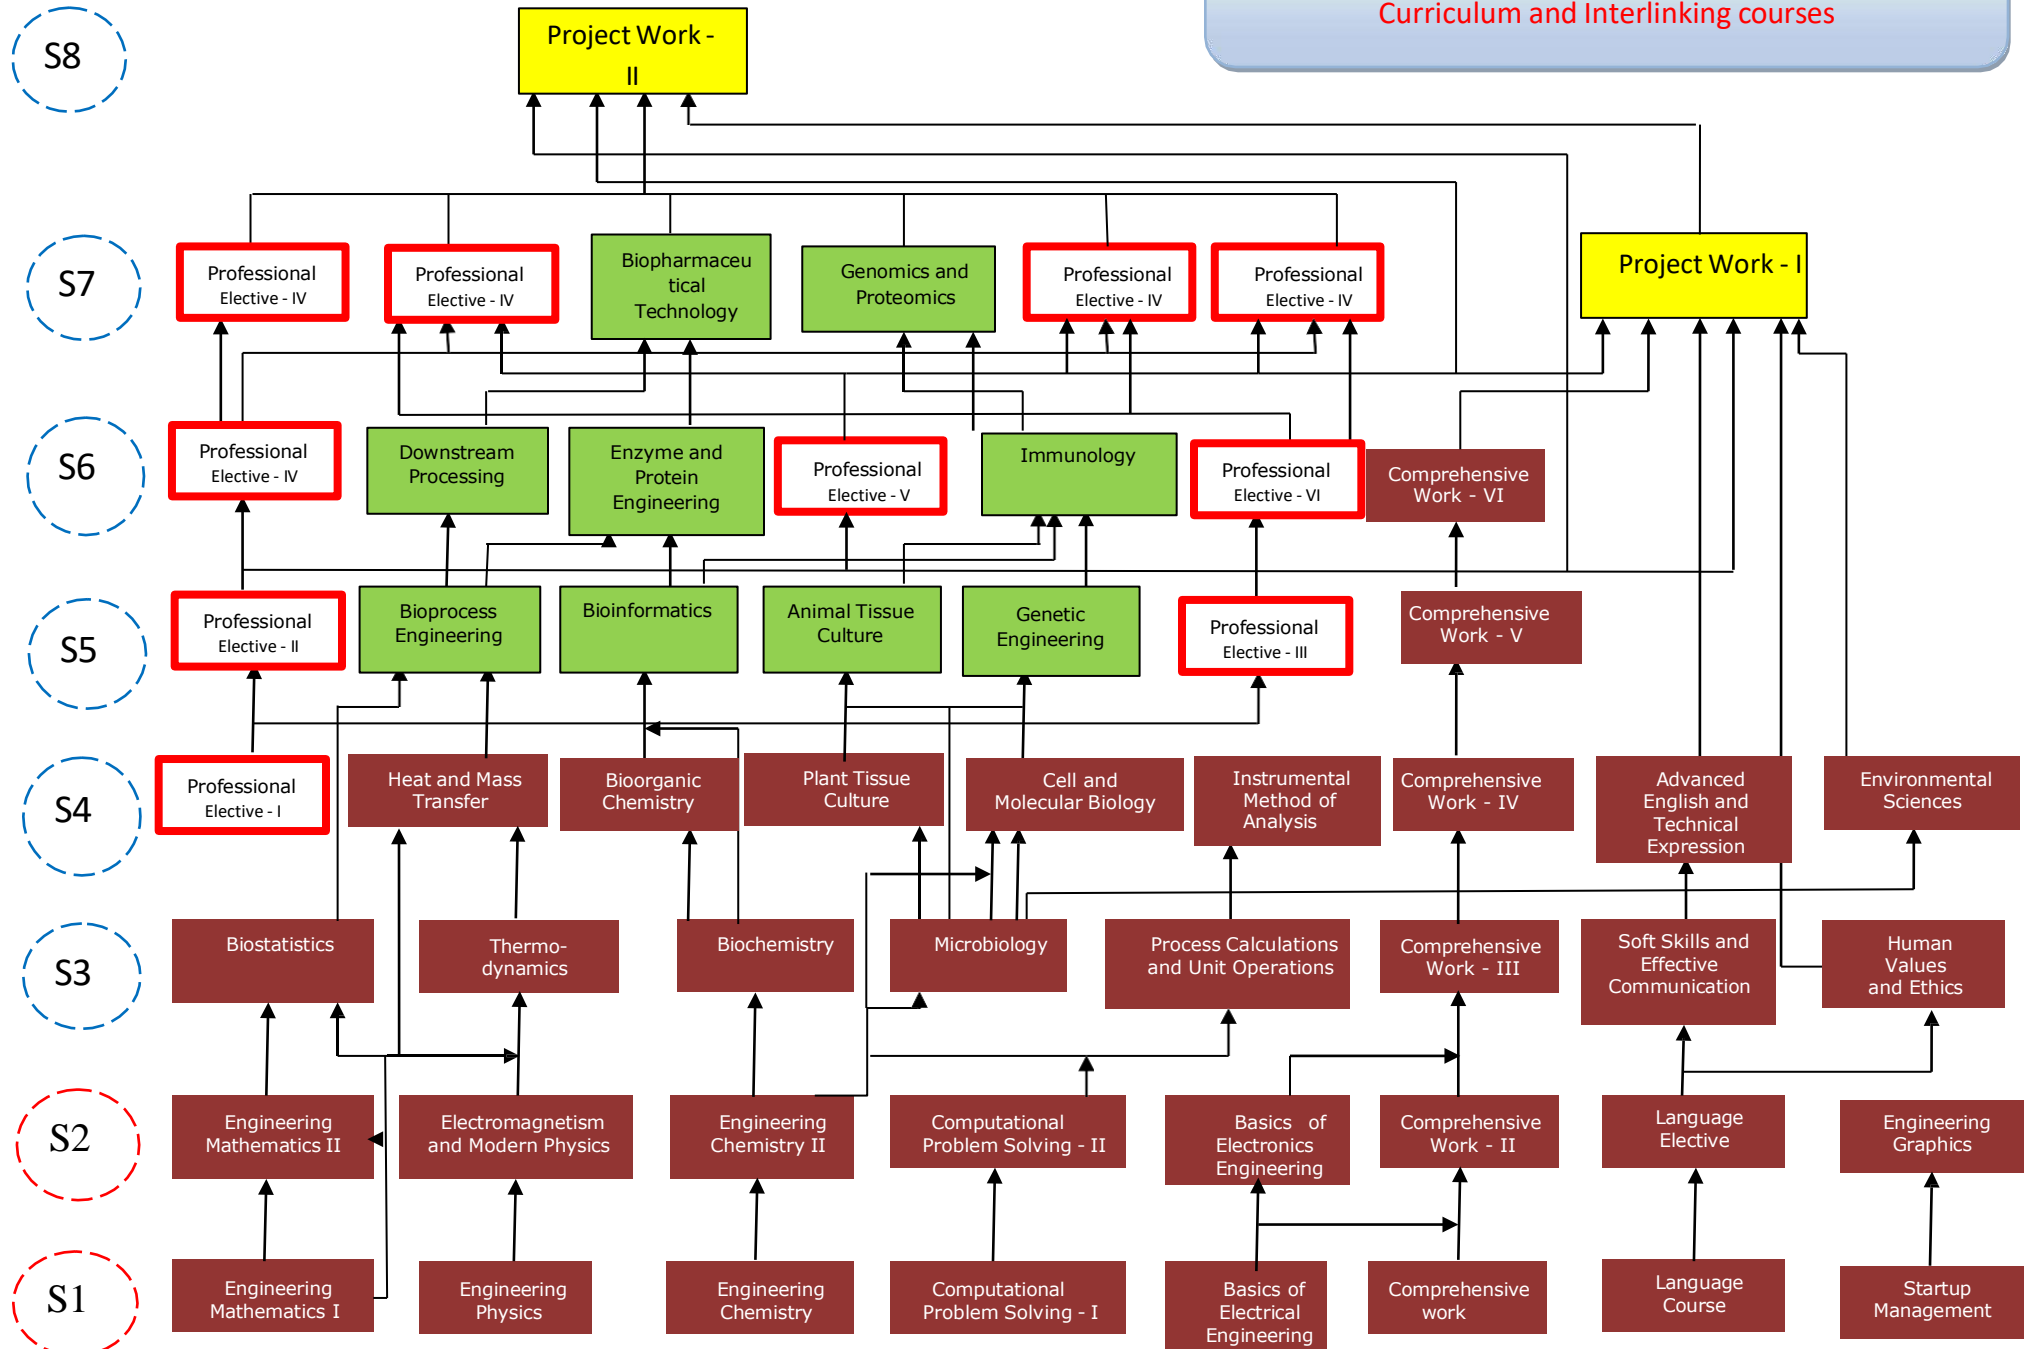 Curriculum and Interlinking courses
S8
Project Work -
II
S7
Professional
Elective - IV
Professional
Elective - IV
Biopharmaceu
tical
Technology
Genomics and
Proteomics
Professional
Elective - IV
Professional
Elective - IV
Project Work - I
S6
Professional
Elective - IV
Downstream
Processing
Enzyme and
Protein
Engineering
Professional
Elective - V
Immunology
Professional
Elective - VI
Comprehensive
Work - VI
S5
Professional
Elective - II
Bioprocess
Engineering
Bioinformatics
Animal Tissue
Culture
Genetic
Engineering
Professional
Elective - III
Comprehensive
Work - V
S4
Professional
Elective - I
Heat and Mass
Transfer
Bioorganic
Chemistry
Plant Tissue
Culture
Cell and
Molecular Biology
Instrumental
Method of
Analysis
Comprehensive
Work - IV
Advanced
English and
Technical
Expression
Environmental
Sciences
S3
Biostatistics
Thermo-
dynamics
Biochemistry
Microbiology
Process Calculations
and Unit Operations
Comprehensive
Work - III
Soft Skills and
Effective
Communication
Human
Values
and Ethics
S2
Engineering
Mathematics II
Electromagnetism
and Modern Physics
Engineering
Chemistry II
Computational
Problem Solving - II
Basics of
Electronics
Engineering
Comprehensive
Work - II
Language
Elective
Engineering
Graphics
S1
Engineering
Mathematics I
Engineering
Physics
Engineering
Chemistry
Computational
Problem Solving - I
Basics of
Electrical
Engineering
Comprehensive
work
Language
Course
Startup
Management